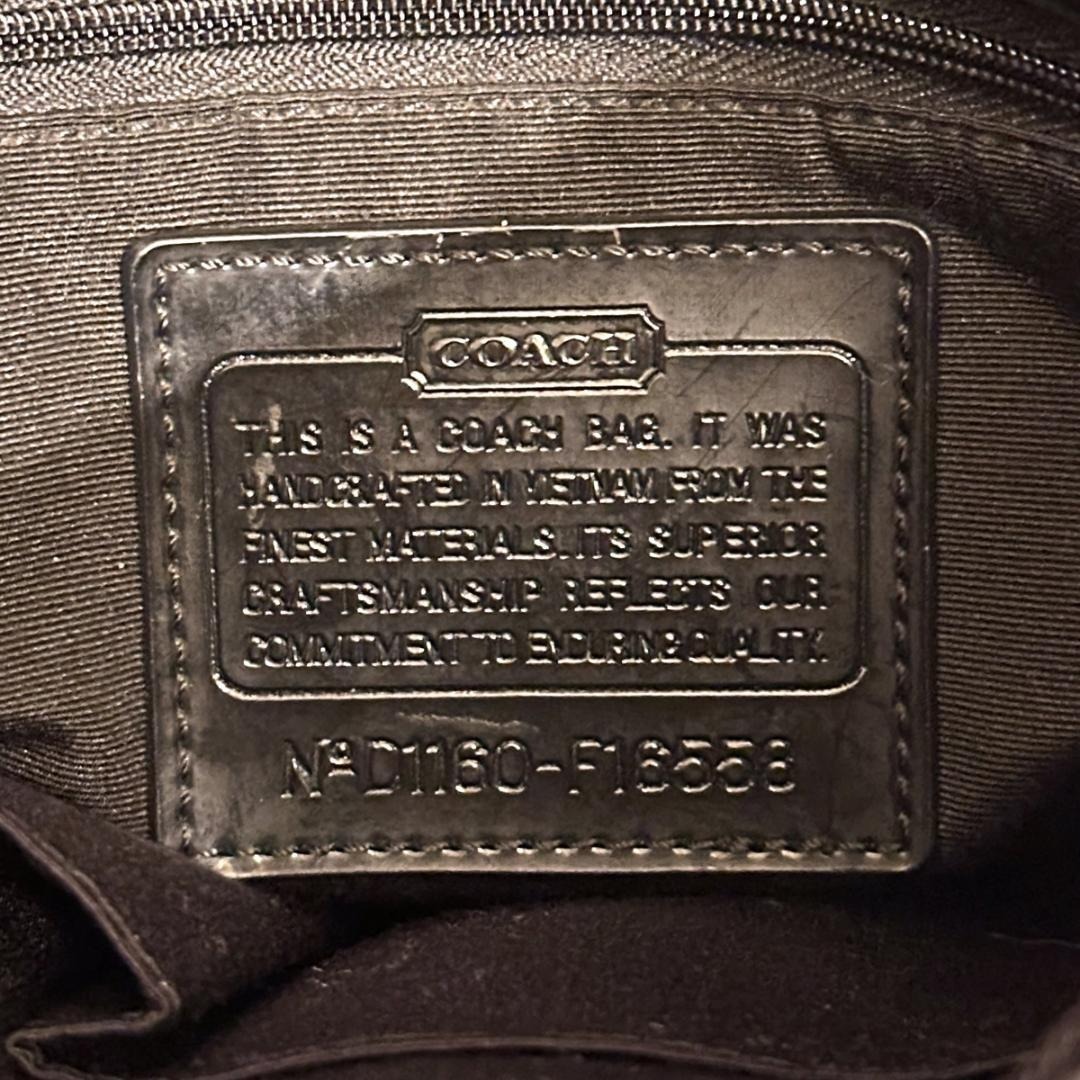 COACH
THIS IS A COACH BAG. IT WAS
HANDCRAFTED IN VIETNAM FROM THE
FINEST MATERIALS. ITS SUPERIOR
CRAFTSMANSHIP REFLECTS OUR
COMMITMENT TO ENDURING QUALITY.
Nº D1160-F16558